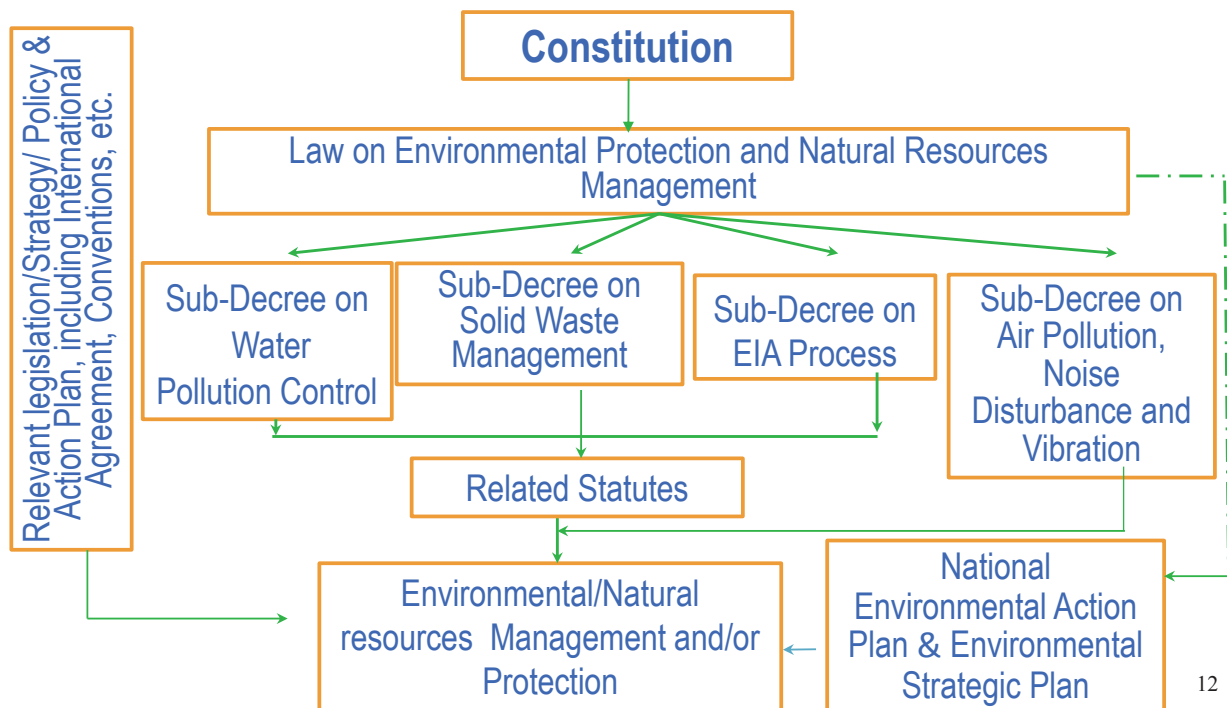 Relevant legislation/Strategy/ Policy &
Action Plan, including International
Agreement, Conventions, etc.
Constitution
Law on Environmental Protection and Natural Resources
Management
Sub-Decree on
Water
Pollution Control
Sub-Decree on
Solid Waste
Management
Sub-Decree on
EIA Process
Sub-Decree on
Air Pollution,
Noise
Disturbance and
Vibration
Related Statutes
Environmental/Natural
resources Management and/or
Protection
National
Environmental Action
Plan & Environmental
Strategic Plan
12